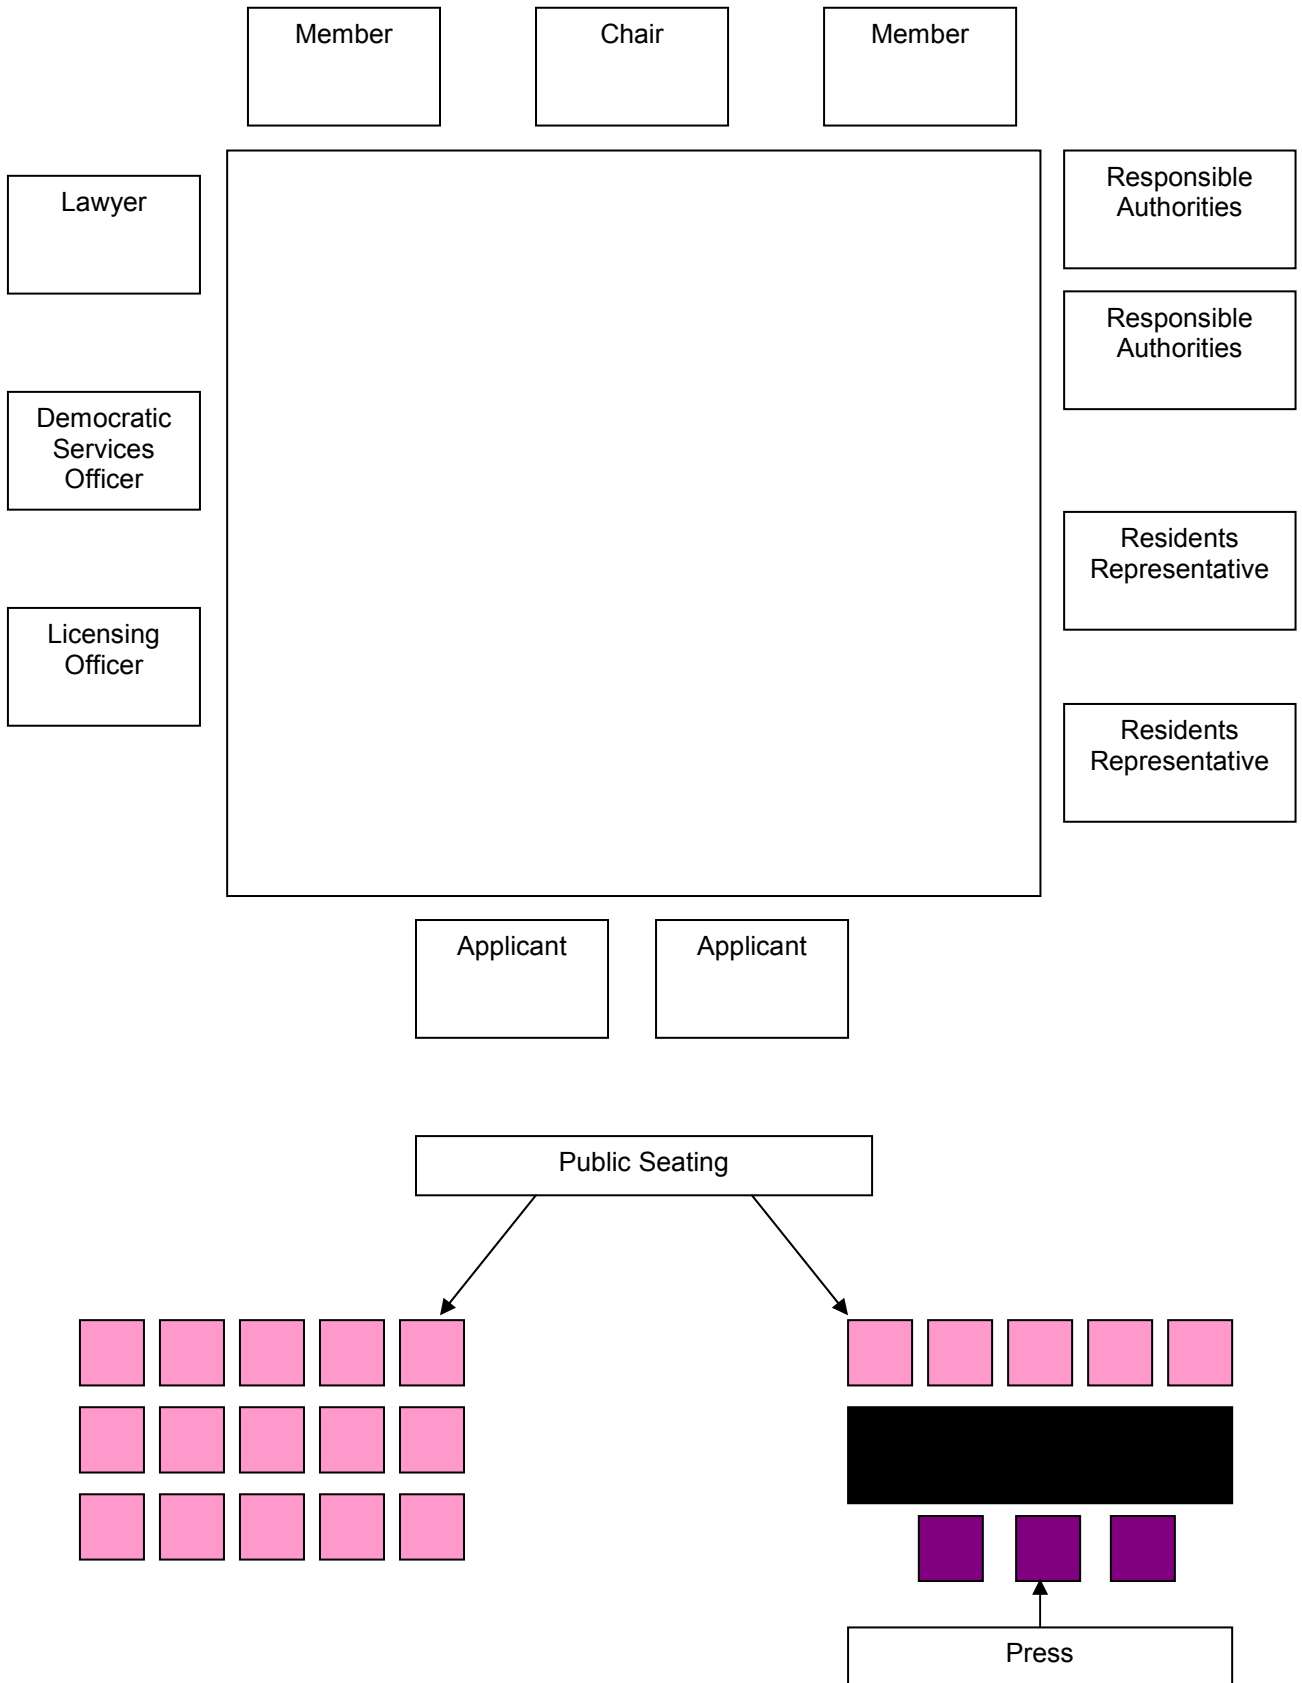 Member
Chair
Member
Lawyer
Responsible
Authorities
Responsible
Authorities
Democratic
Services
Officer
Residents
Representative
Licensing
Officer
Residents
Representative
Applicant
Applicant
Public Seating
Press